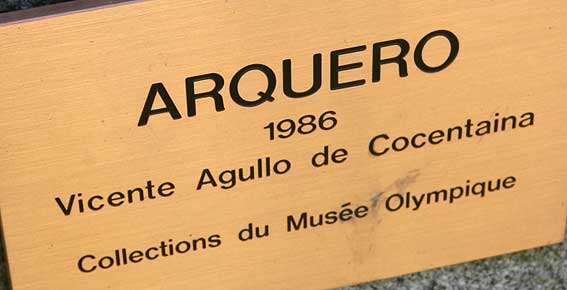 ARQUERO
1986
Vicente Agullo de Cocentaina
Collections du Musée Olympique